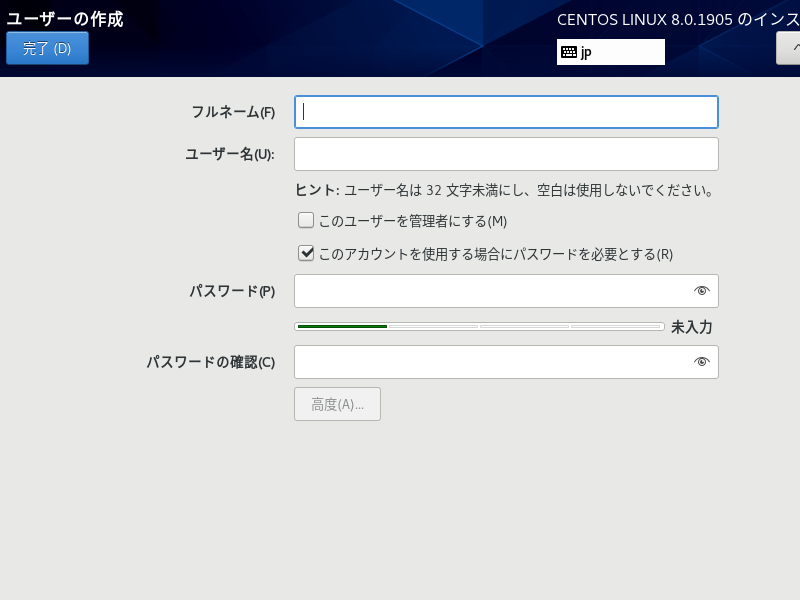 ユーザーの作成
CENTOS LINUX 8.0.1905 のインス
完了 (D)
jp
フルネーム(F)
ユーザー名(U):
ヒント: ユーザー名は 32 文字未満にし、空白は使用しないでください。
このユーザーを管理者にする(M)
このアカウントを使用する場合にパスワードを必要とする(R)
パスワード(P)
未入力
パスワードの確認(C)
高度(A)...